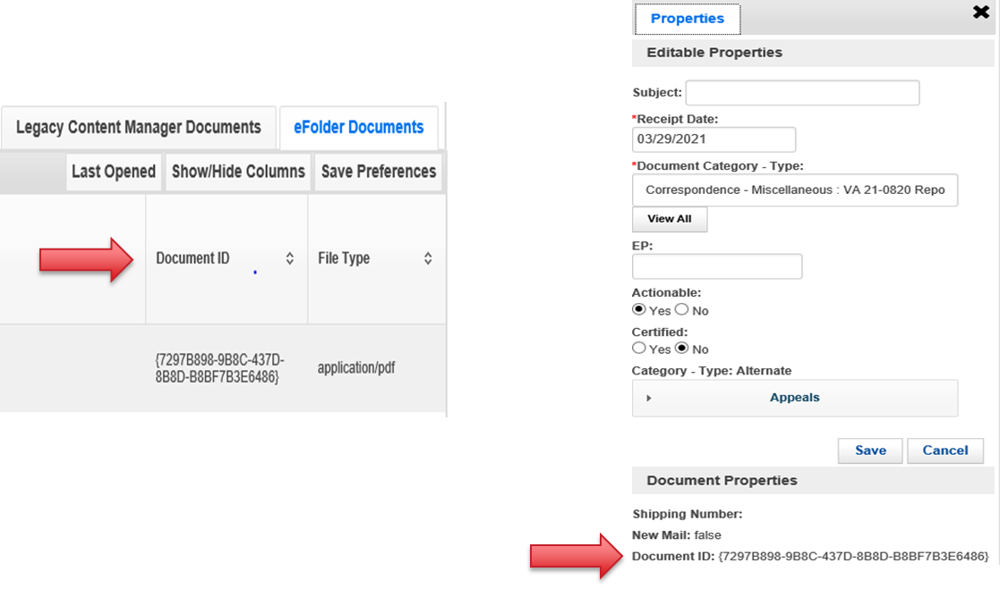 Legacy Content Manager Documents
eFolder Documents
Last Opened
Show/Hide Columns
Save Preferences
Document ID
File Type
{7297B898-9B8C-437D-
8B8D-B8BF7B3E6486}
application/pdf
Properties
Editable Properties
Subject:
*Receipt Date:
03/29/2021
*Document Category - Type:
Correspondence - Miscellaneous : VA 21-0820 Repo
View All
EP:
Actionable:
Yes No
Certified:
Yes No
Category - Type: Alternate
Appeals
Save Cancel
Document Properties
Shipping Number:
New Mail: false
Document ID: {7297B898-9B8C-437D-8B8D-B8BF7B3E6486}